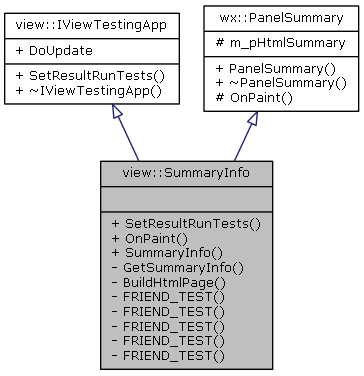 view::IViewTestingApp
+ DoUpdate
+ SetResultRunTests()
+ ~IViewTestingApp()
wx::PanelSummary
# m_pHtmlSummary
+ PanelSummary()
+ ~PanelSummary()
# OnPaint()
view::SummaryInfo
+ SetResultRunTests()
+ OnPaint()
+ SummaryInfo()
- GetSummaryInfo()
- BuildHtmlPage()
- FRIEND_TEST()
- FRIEND_TEST()
- FRIEND_TEST()
- FRIEND_TEST()
- FRIEND_TEST()